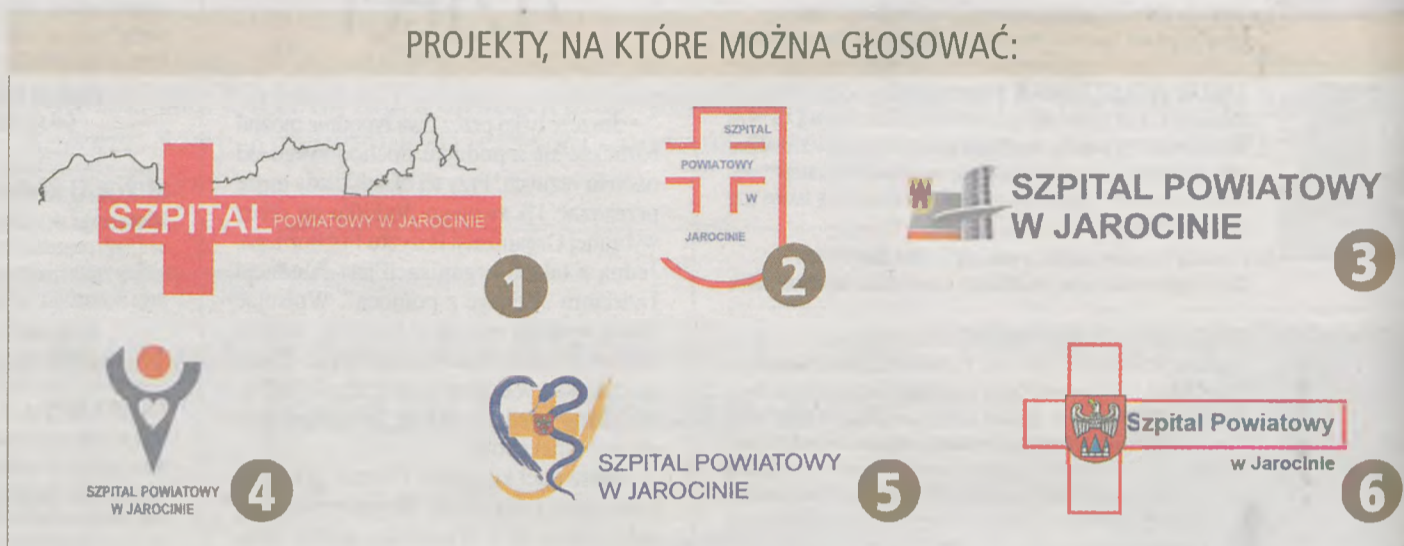 PROJEKTY, NA KTÓRE MOŻNA GŁOSOWAĆ:
SZPITAL POWIATOWY W JAROCINIE
1
SZPITAL
POWIATOWY
W
JAROCINIE
2
SZPITAL POWIATOWY
W JAROCINIE
3
SZPITAL POWIATOWY
W JAROCINIE
4
SZPITAL POWIATOWY
W JAROCINIE
5
Szpital Powiatowy
w Jarocinie
6